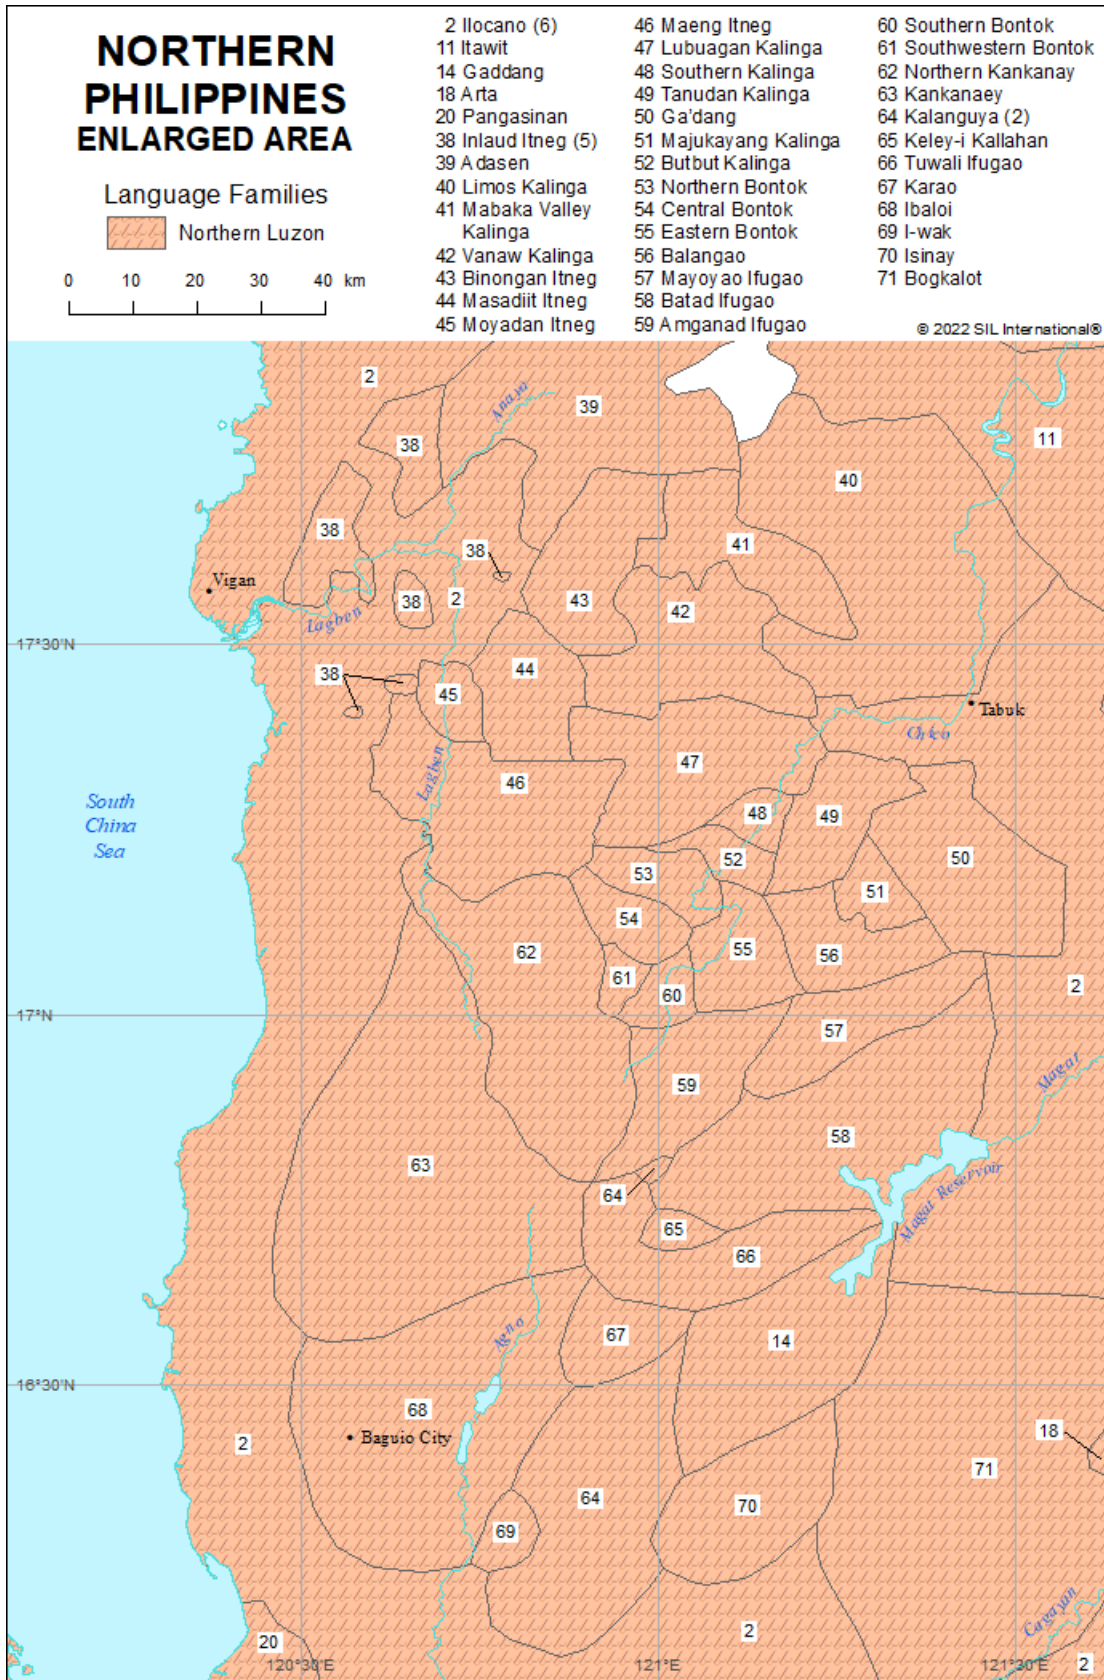 NORTHERN
PHILIPPINES
ENLARGED AREA
Language Families
Northern Luzon
0 10 20 30 40 km
2 Ilocano (6)
11 Itawit
14 Gaddang
18 Arta
20 Pangasinan
38 Inlaud Itneg (5)
39 Adasen
40 Limos Kalinga
41 Mabaka Valley
Kalinga
42 Vanaw Kalinga
43 Binongan Itneg
44 Masadiit Itneg
45 Moyadan Itneg
46 Maeng Itneg
47 Lubuagan Kalinga
48 Southern Kalinga
49 Tanudan Kalinga
50 Ga'dang
51 Majukayang Kalinga
52 Butbut Kalinga
53 Northern Bontok
54 Central Bontok
55 Eastern Bontok
56 Balangao
57 Mayoyao Ifugao
58 Batad Ifugao
59 Amganad Ifugao
60 Southern Bontok
61 Southwestern Bontok
62 Northern Kankanay
63 Kankanaey
64 Kalanguya (2)
65 Keley-i Kallahan
66 Tuwali Ifugao
67 Karao
68 Ibaloi
69 I-wak
70 Isinay
71 Bogkalot
© 2022 SIL International®
2
Anaya
39
11
38
40
38
38
41
Vigan
38
2
43
42
Lagben
17°30'N
38
44
45
Tabuk
Chico
Lagben
47
46
South
China
Sea
48
49
52
50
53
51
54
62
55
56
61
60
2
17°N
57
Magat
59
58
63
Magat Reservoir
64
65
66
Agno
67
14
16°30'N
68
2
Baguio City
18
71
64
70
69
Cagayan
2
20
120°30'E
121°E
121°30'E
2